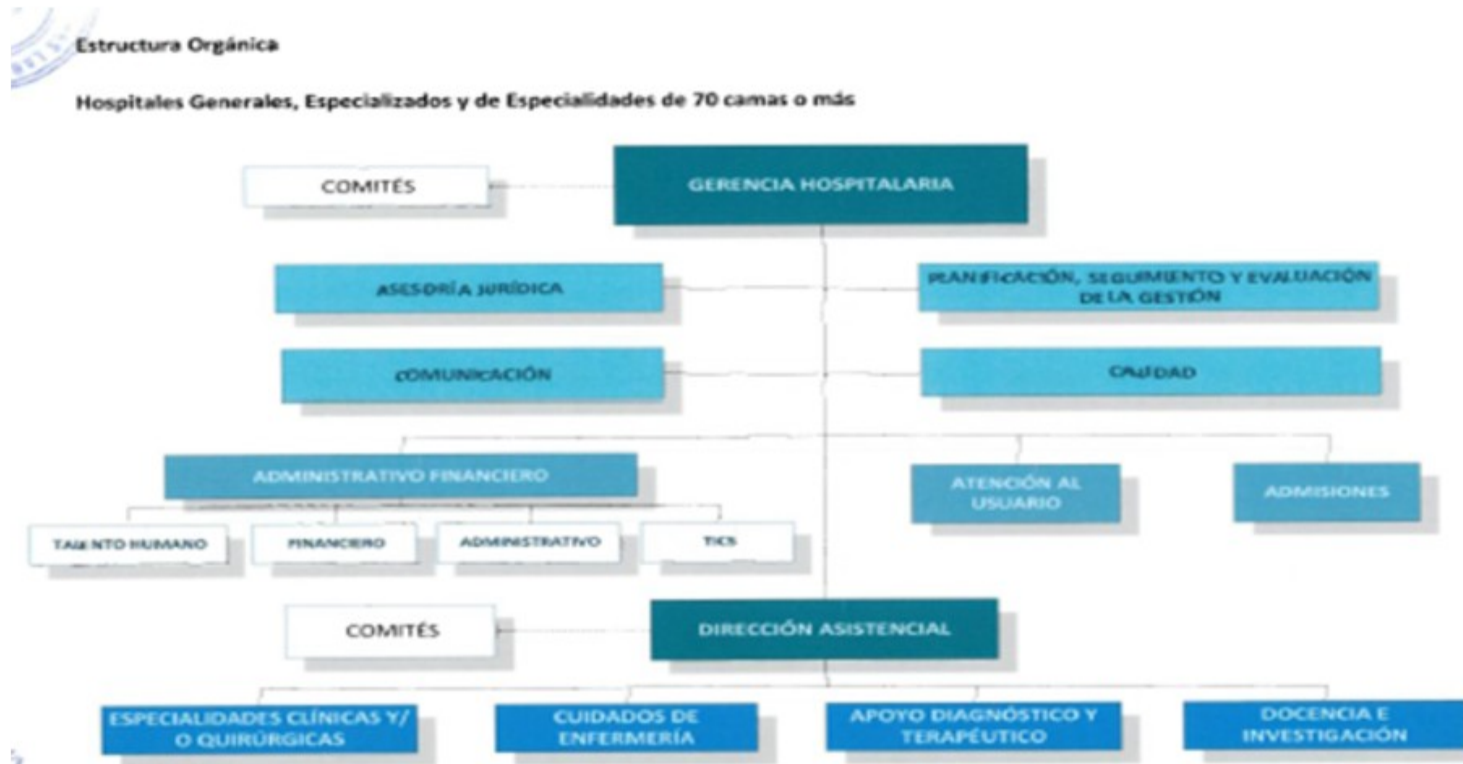 Estructura Orgánica
Hospitales Generales, Especializados y de Especialidades de 70 camas o más
COMITÉS
GERENCIA HOSPITALARIA
ASESORÍA JURÍDICA
PLANIFICACIÓN, SEGUIMIENTO Y EVALUACIÓN
DE LA GESTIÓN
COMUNICACIÓN
CALIDAD
ADMINISTRATIVO FINANCIERO
ATENCIÓN AL
USUARIO
ADMISIONES
TALENTO HUMANO
FINANCIERO
ADMINISTRATIVO
TICS
COMITÉS
DIRECCIÓN ASISTENCIAL
ESPECIALIDADES CLÍNICAS Y/
O QUIRÚRGICAS
CUIDADOS DE
ENFERMERÍA
APOYO DIAGNÓSTICO Y
TERAPÉUTICO
DOCENCIA E
INVESTIGACIÓN